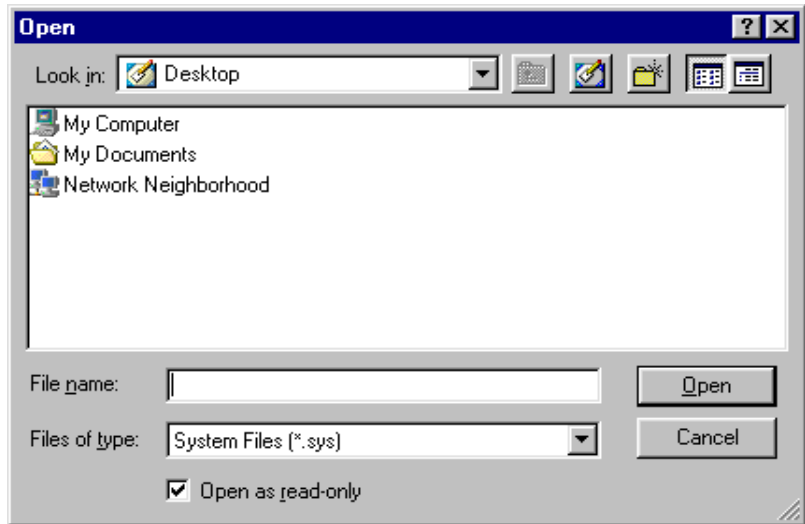 Open
Look in: Desktop
My Computer
My Documents
Network Neighborhood
File name: Open
Files of type: System Files (*.sys) Cancel
Open as read-only